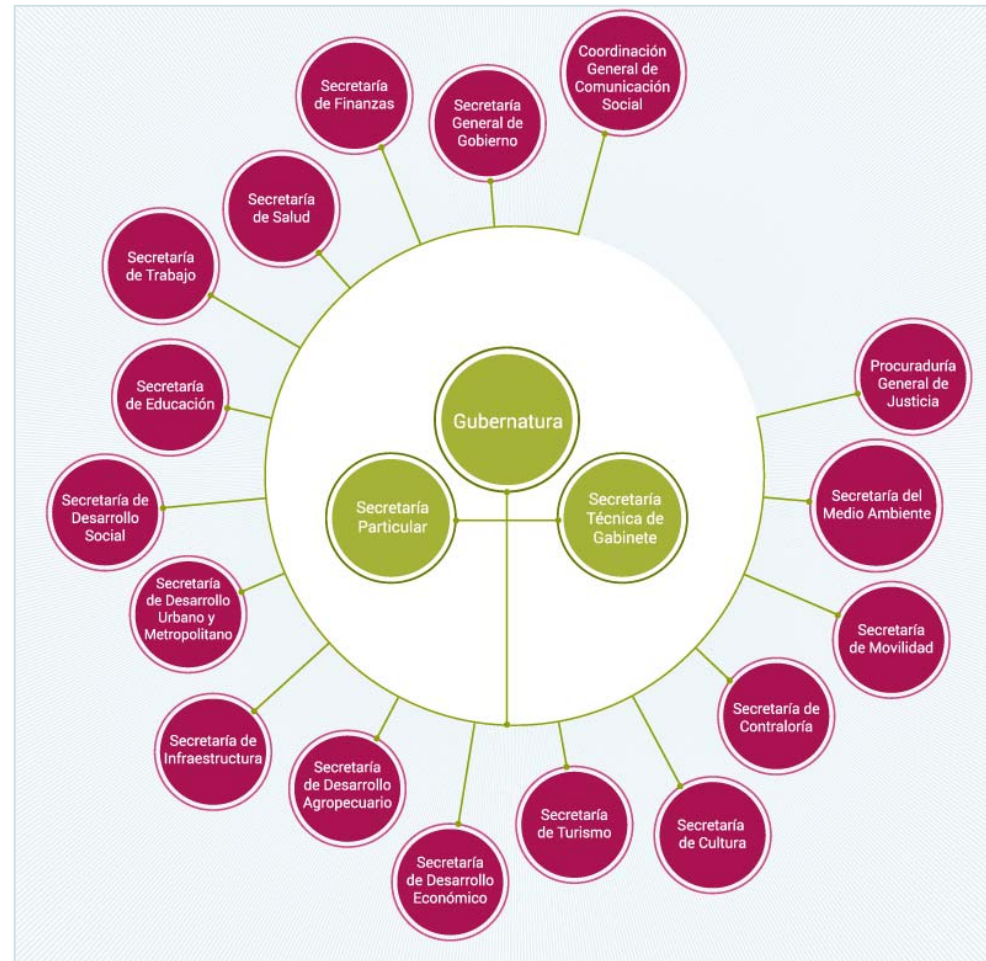 Coordinación
General de
Comunicación
Social
Secretaría
de Finanzas
Secretaría
General de
Gobierno
Secretaría
de Salud
Secretaría
de Trabajo
Secretaría
de Educación
Secretaría de
Desarrollo
Social
Secretaría
de Desarrollo
Urbano y
Metropolitano
Secretaría de
Infraestructura
Secretaría
de Desarrollo
Agropecuario
Secretaría
de Desarrollo
Económico
Secretaría
de Turismo
Secretaría
de Cultura
Secretaría de
Contraloría
Secretaría
de Movilidad
Secretaría del
Medio Ambiente
Procuraduría
General de
Justicia
Gubernatura
Secretaría
Particular
Secretaría
Técnica de
Gabinete